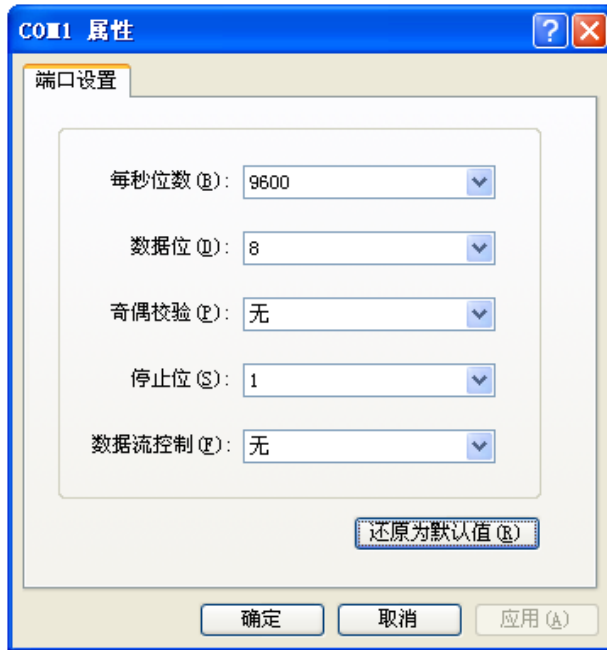 COM1 属性
端口设置
每秒位数(B): 9600
数据位(D): 8
奇偶校验(P): 无
停止位(S): 1
数据流控制(F): 无
还原为默认值(R)
确定 取消 应用(A)